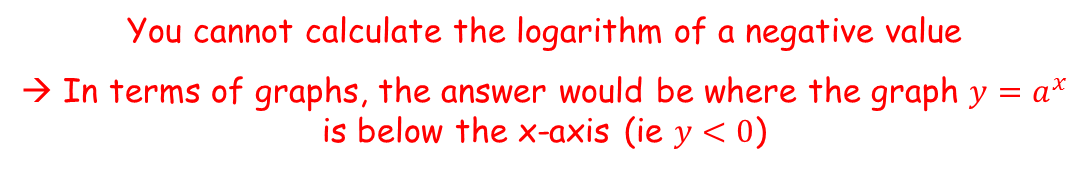 You cannot calculate the logarithm of a negative value
→ In terms of graphs, the answer would be where the graph y = aˣ
is below the x-axis (ie y < 0)